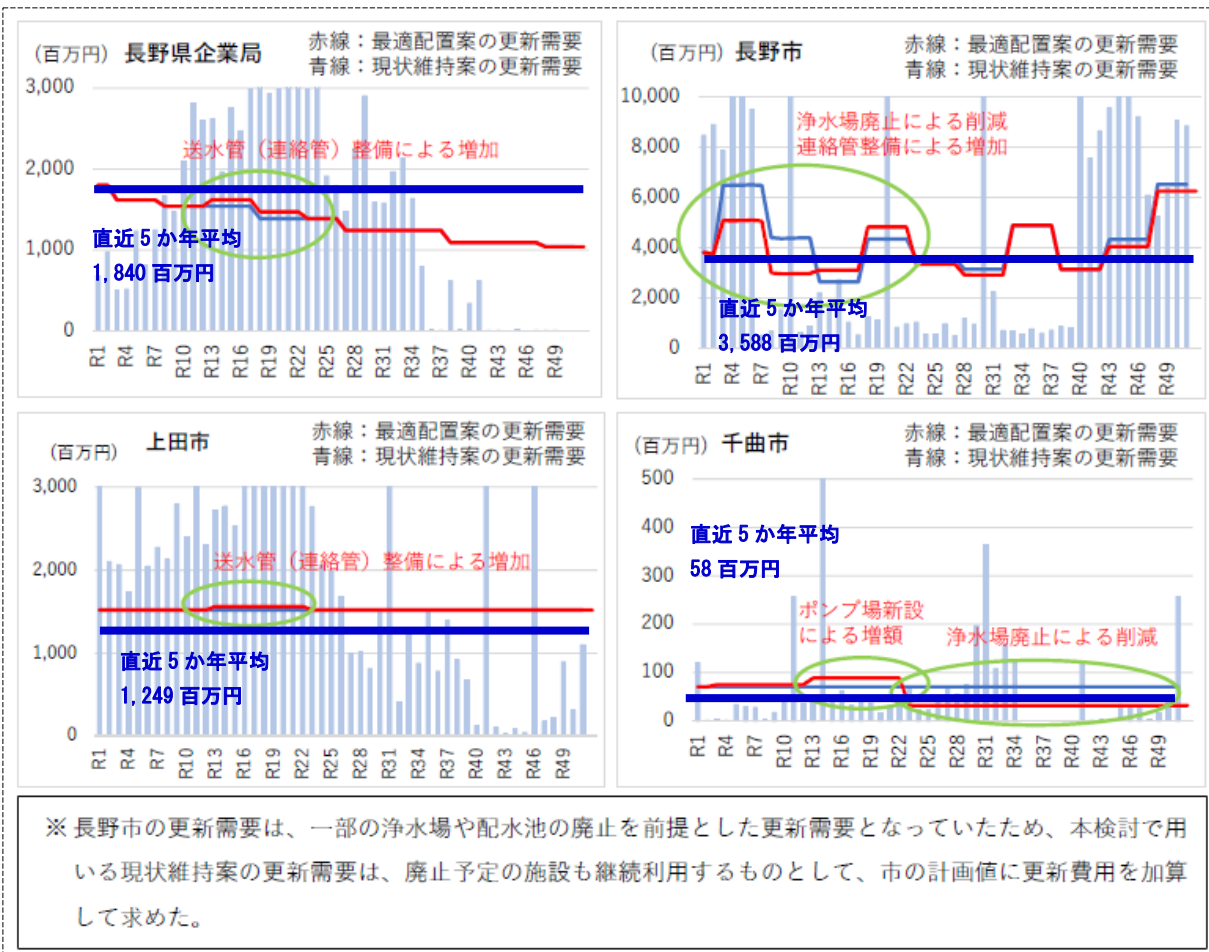 （百万円） 長野県企業局
赤線：最適配置案の更新需要
青線：現状維持案の更新需要
3,000
2,000
1,000
0
送水管（連絡管）整備による増加
直近5か年平均
1,840百万円
R1 R4 R7 R10 R13 R16 R19 R22 R25 R28 R31 R34 R37 R40 R43 R46 R49
（百万円） 長野市
赤線：最適配置案の更新需要
青線：現状維持案の更新需要
10,000
8,000
6,000
4,000
2,000
0
浄水場廃止による削減
連絡管整備による増加
直近5か年平均
3,588百万円
R1 R4 R7 R10 R13 R16 R19 R22 R25 R28 R31 R34 R37 R40 R43 R46 R49
（百万円） 上田市
赤線：最適配置案の更新需要
青線：現状維持案の更新需要
3,000
2,000
1,000
0
送水管（連絡管）整備による増加
直近5か年平均
1,249百万円
R1 R4 R7 R10 R13 R16 R19 R22 R25 R28 R31 R34 R37 R40 R43 R46 R49
（百万円） 千曲市
赤線：最適配置案の更新需要
青線：現状維持案の更新需要
500
400
300
200
100
0
直近5か年平均
58百万円
ポンプ場新設
による増額
浄水場廃止による削減
R1 R4 R7 R10 R13 R16 R19 R22 R25 R28 R31 R34 R37 R40 R43 R46 R49
※長野市の更新需要は、一部の浄水場や配水池の廃止を前提とした更新需要となっていたため、本検討で用
いる現状維持案の更新需要は、廃止予定の施設も継続利用するものとして、市の計画値に更新費用を加算
して求めた。